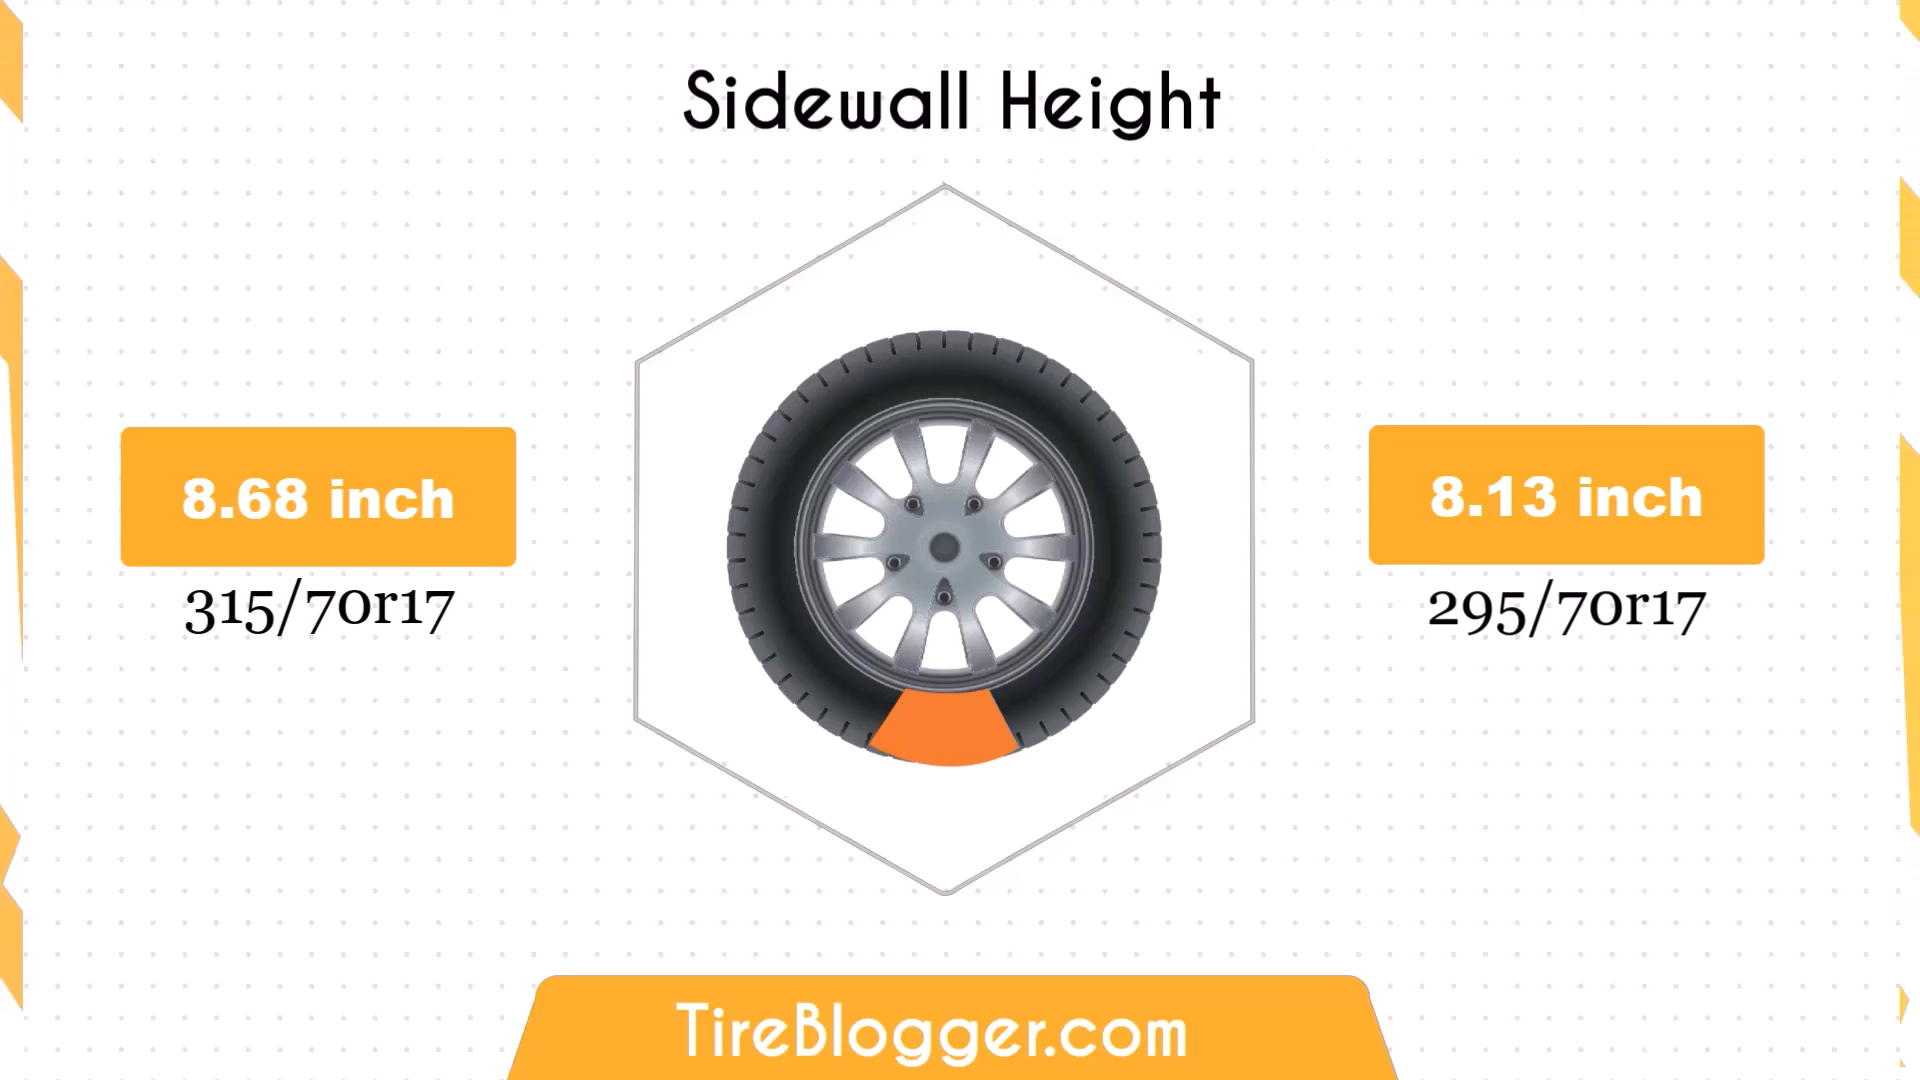 Sidewall Height
8.68 inch
315/70r17
8.13 inch
295/70r17
TireBlogger.com